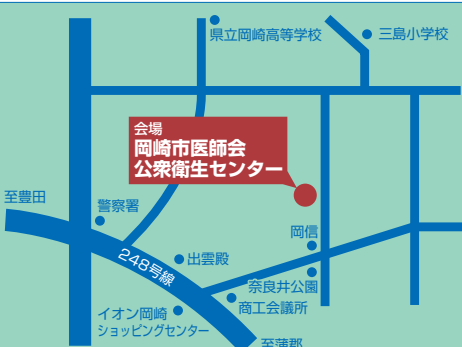 県立岡崎高等学校
三島小学校
会場
岡崎市医師会
公衆衛生センター
至豊田
警察署
岡信
248号線
出雲殿
奈良井公園
商工会議所
イオン岡崎
ショッピングセンター
至蒲郡